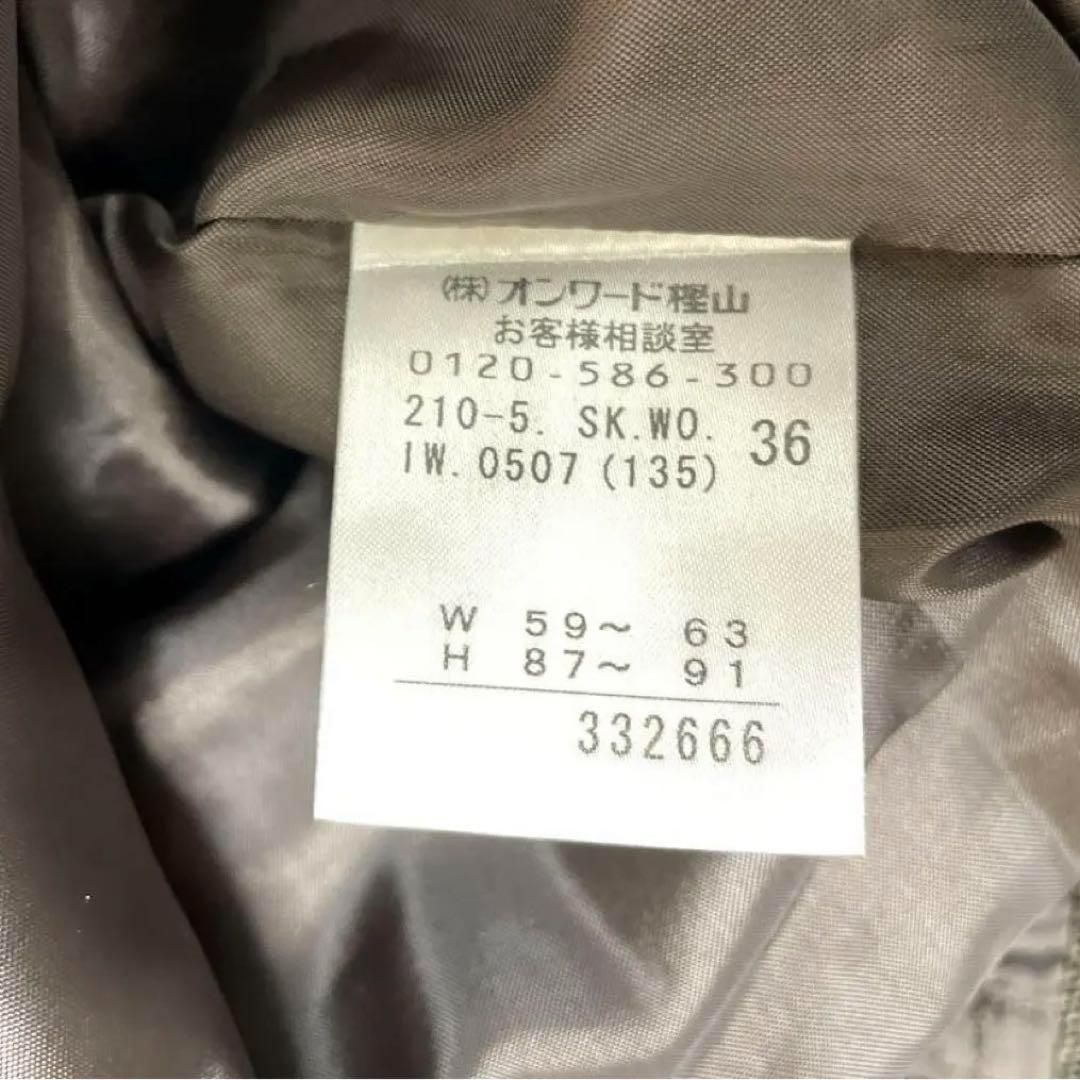 (株)オンワード樫山
お客様相談室
0120-586-300
210-5. SK.WO. 36
IW.0507(135)
W 59~ 63
H 87~ 91
332666